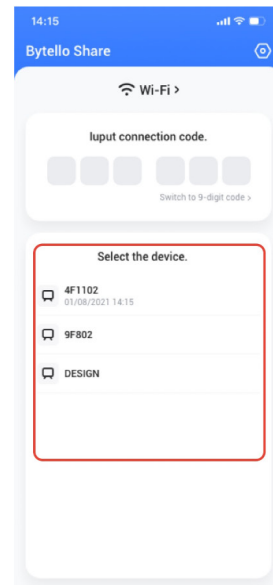 14:15
Bytello Share
Wi-Fi >
Iuput connection code.
Switch to 9-digit code >
Select the device.
4F1102
01/08/2021 14:15
9F802
DESIGN